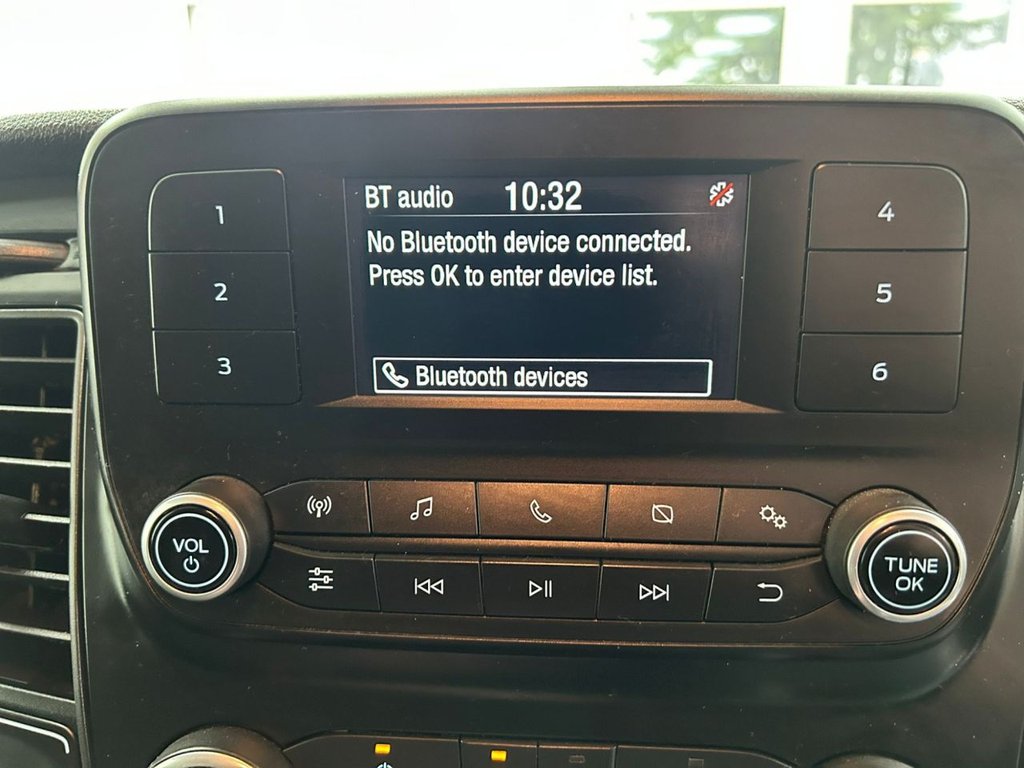 BT audio 10:32
No Bluetooth device connected.
Press OK to enter device list.
Bluetooth devices
1
2
3
4
5
6
VOL
TUNE
OK